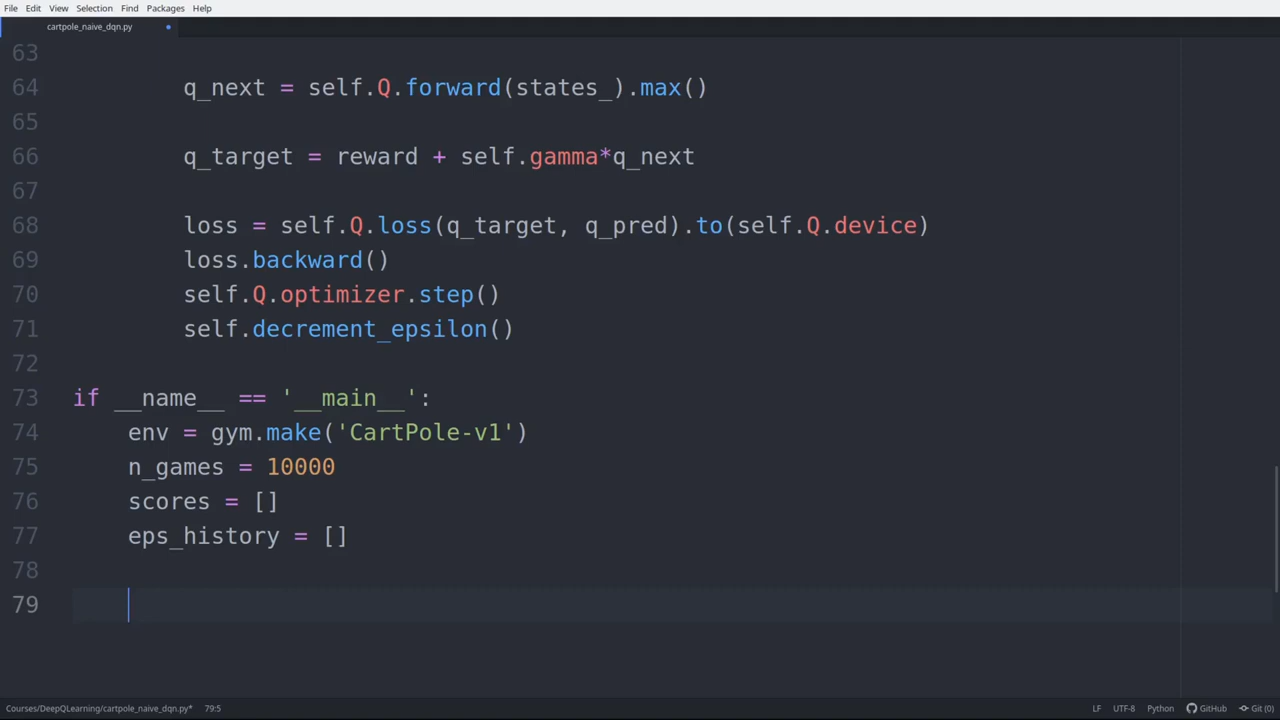 File Edit View Selection Find Packages Help
cartpole_naive_dqn.py
63
64 q_next = self.Q.forward(states_).max()
65
66 q_target = reward + self.gamma*q_next
67
68 loss = self.Q.loss(q_target, q_pred).to(self.Q.device)
69 loss.backward()
70 self.Q.optimizer.step()
71 self.decrement_epsilon()
72
73 if __name__ == '__main__':
74 env = gym.make('CartPole-v1')
75 n_games = 10000
76 scores = []
77 eps_history = []
78
79
Courses/DeepQLearning/cartpole_naive_dqn.py* 79:5 LF UTF-8 Python GitHub Git (0)